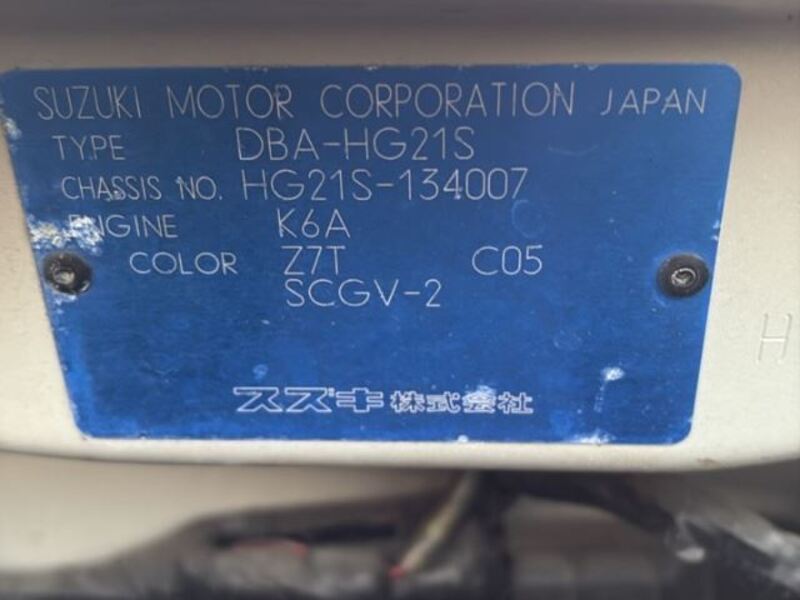 SUZUKI MOTOR CORPORATION JAPAN
TYPE DBA-HG21S
CHASSIS NO. HG21S-134007
ENGINE K6A
COLOR Z7T C05
SCGV-2
H
スズキ株式会社